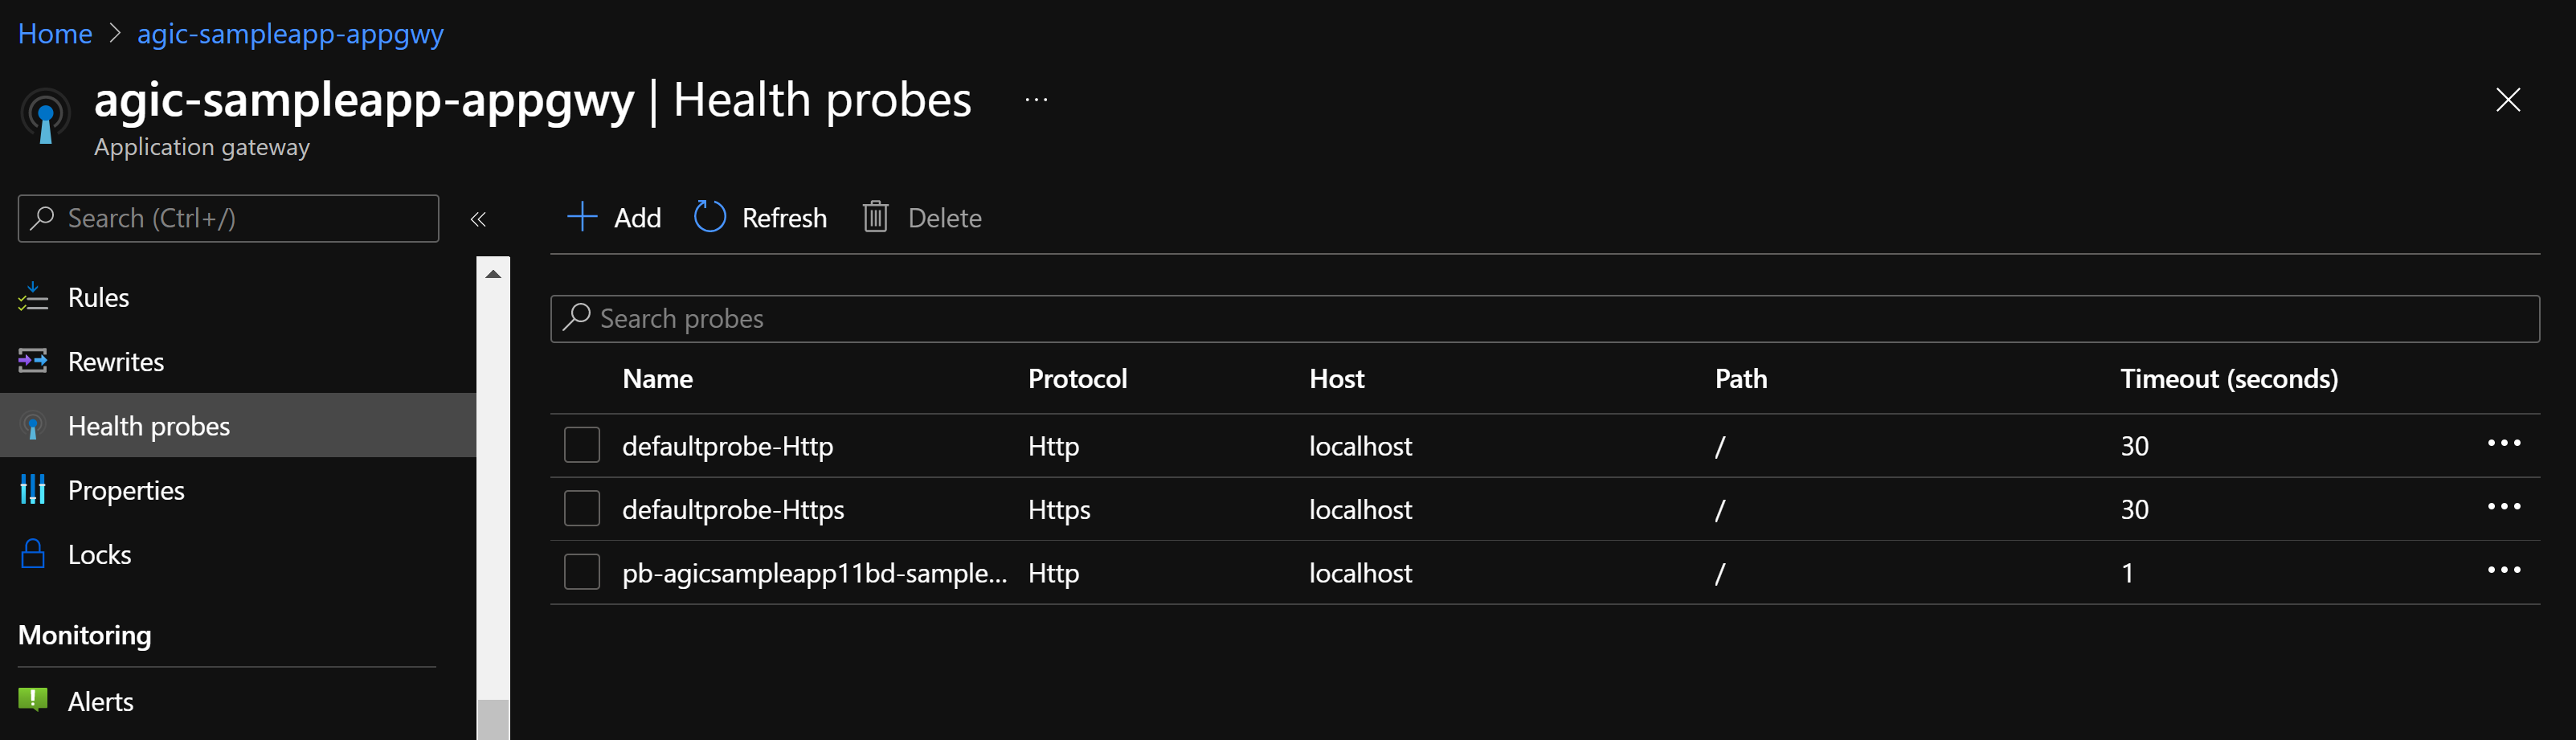 Home > agic-sampleapp-appgwy
agic-sampleapp-appgwy | Health probes ...
Application gateway
Search (Ctrl+/) «
Add Refresh Delete
Rules
Rewrites
Health probes
Properties
Locks
Monitoring
Alerts
Search probes
Name Protocol Host Path Timeout (seconds)
defaultprobe-Http Http localhost / 30 ...
defaultprobe-Https Https localhost / 30 ...
pb-agicsampleapp11bd-sample... Http localhost / 1 ...